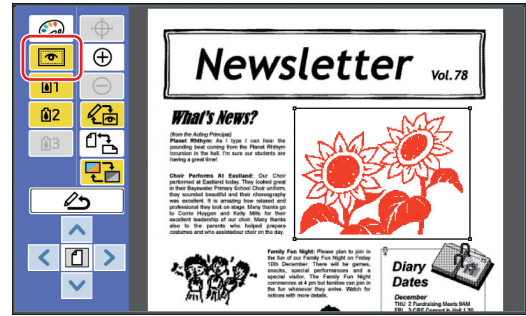 1
2
3
Newsletter
Vol. 78
What's News?
(from the Acting Principal)
Planet Rhthym: As I type I can hear the
pounding beat coming from the Planet Rhthym
Incursion in the hall. I'm sure our students are
having a great time!
Choir Performs At Eastland: Our Choir
performed at Eastland today. They looked great
in their Bayswater Primary School Choir uniform,
they sounded beautiful and their choreography
was excellent. It is amazing how relaxed and
professional they look on stage. Many thanks go
to Corrie Heygen and Kelly Mills for their
excellent leadership of our choir. Many thanks
also to the parents who helped prepare
costumes and who assistedour choir on the day.
Family Fun Night: Please plan to join in
the fun of our Family Fun Night on Friday
10th December. There will be games,
snacks, special performances and a
special visitor. The Family Fun Night
commences at 4 pm but families can join in
the fun whenever they arrive. Watch for
notices with more details.
Diary
Dates
December
THU 2 Fundraising Meets 9AM